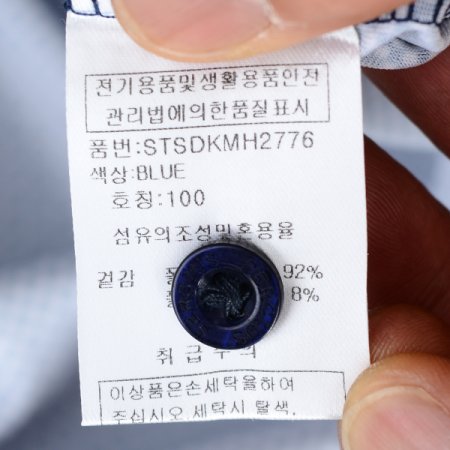 전기용품및생활용품안전
관리법에의한품질표시
품번:STSDKMH2776
색상:BLUE
호칭:100
섬유의조성및혼용율
겉감 92%
8%
취급주의
이상품은손세탁을하여
주십시오.세탁시 탈색.